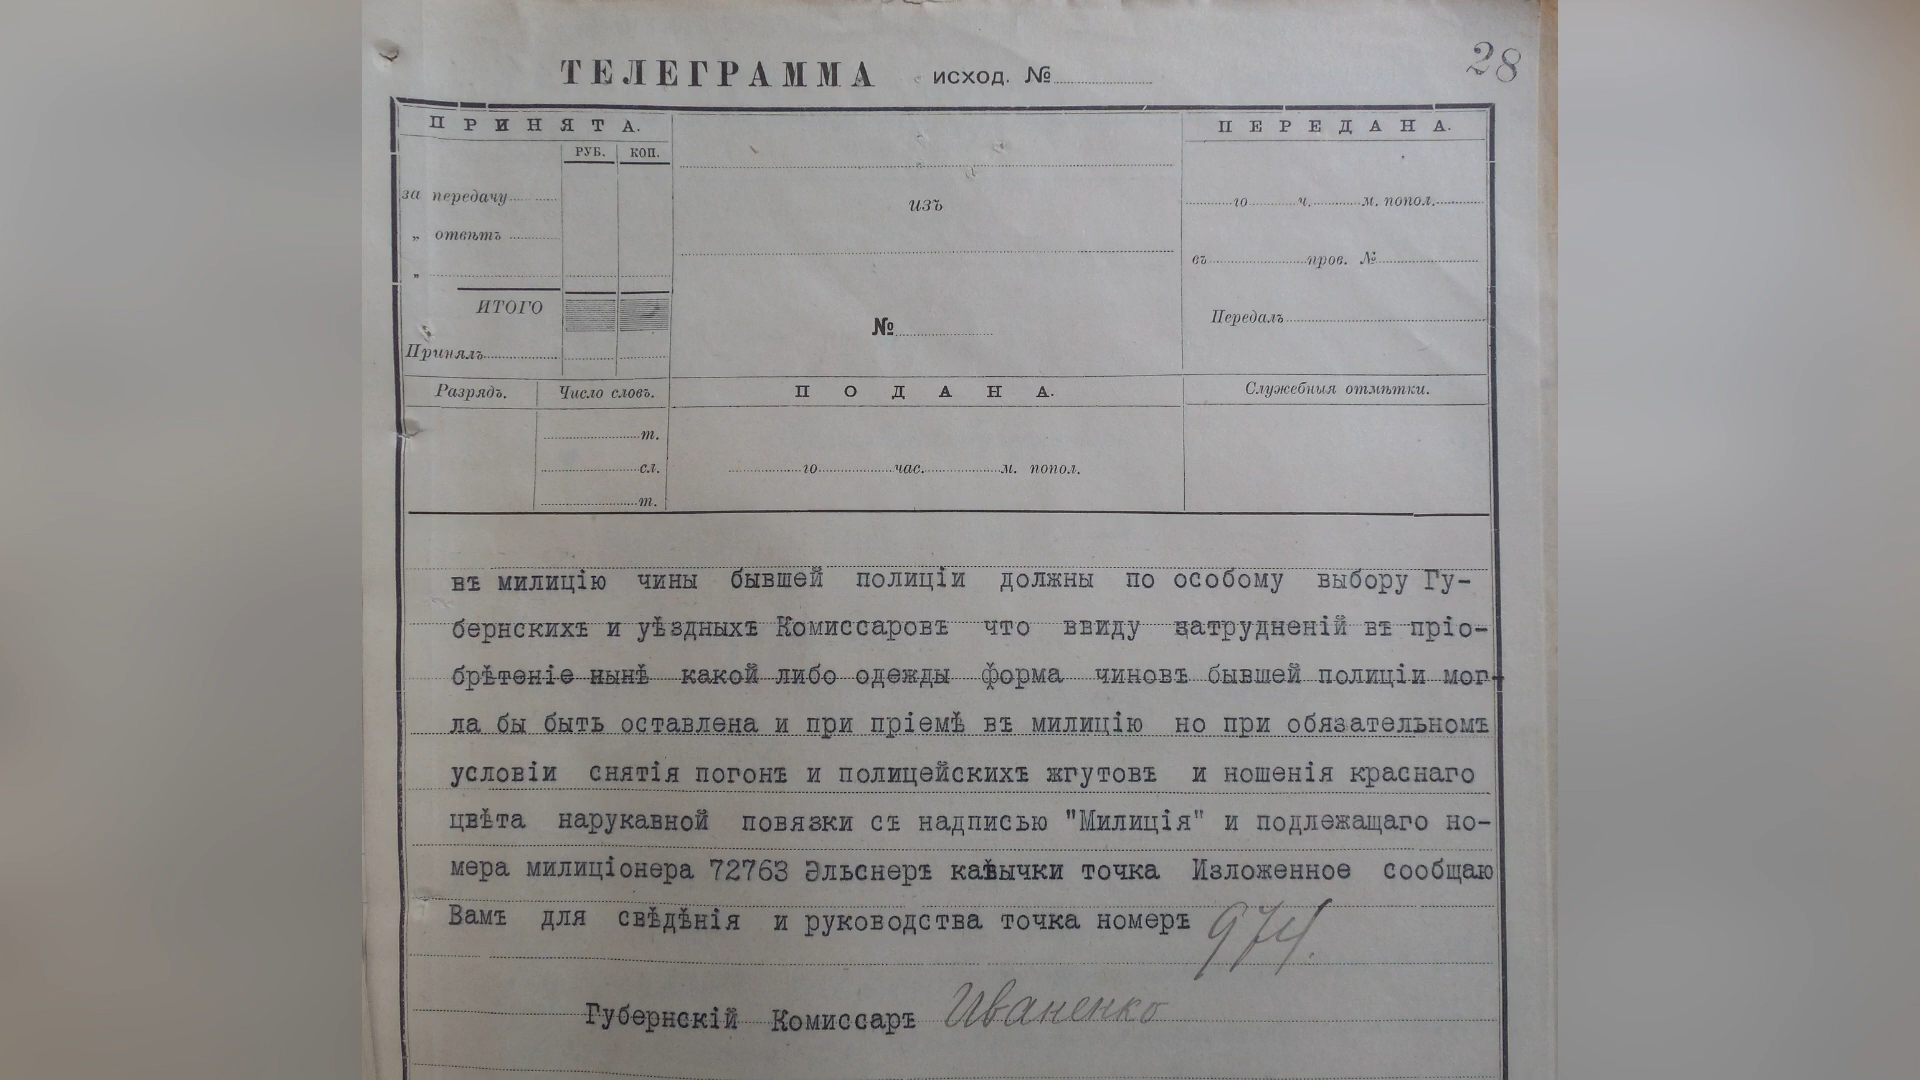 28
ТЕЛЕГРАММА исход. №
ПРИНЯТА.
РУБ. КОП.
за передачу
„ отвѣтъ
„
ИТОГО
Принялъ
изъ
№
ПЕРЕДАНА.
го ч. м. попол.
въ пров. №
Передалъ
Разрядъ. Число словъ.
т.
сл.
т.
ПОДАНА.
го час. м. попол.
Служебныя отмѣтки.
въ милицію чины бывшей полиціи должны по особому выбору Гу-
бернскихъ и уѣздныхъ Комиссаровъ что ввиду затрудненій въ пріо-
брѣтеніе нынѣ какой либо одежды форма чиновъ бывшей полиціи мог-
ла бы быть оставлена и при пріемѣ въ милицію но при обязательномъ
условіи снятія погонъ и полицейскихъ жгутовъ и ношенія краснаго
цвѣта нарукавной повязки съ надписью "Милиція" и подлежащаго но-
мера милиціонера 72763 Эльснеръ кавычки точка Изложенное сообщаю
Вамъ для свѣдѣнія и руководства точка номеръ 974.
Губернскій Комиссаръ Иваненко